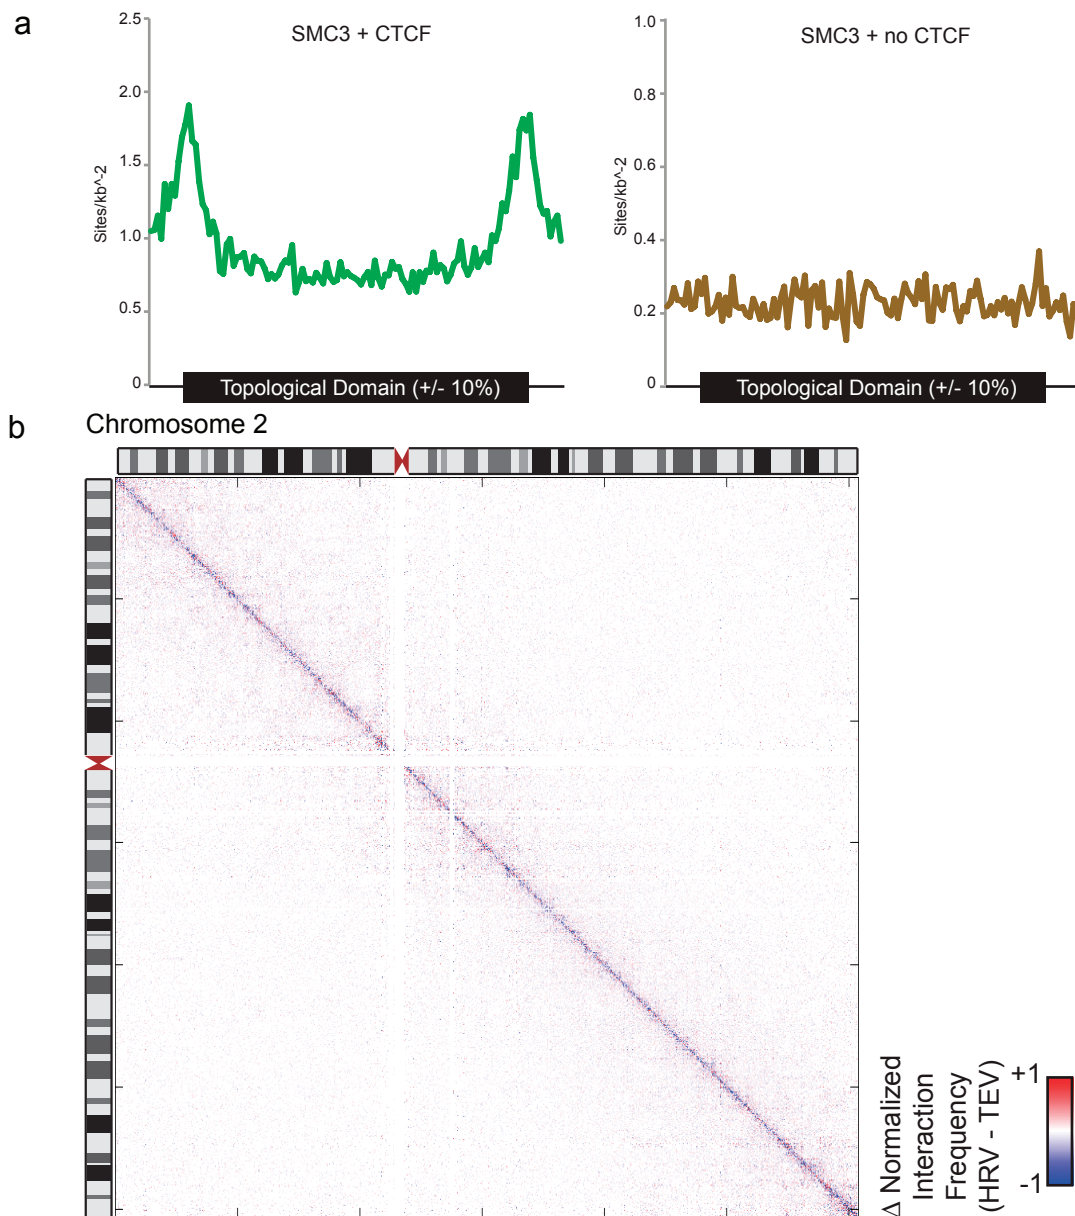 a
SMC3 + CTCF
2.5
2.0
1.5
1.0
0.5
0
Sites/kb^-2
Topological Domain (+/- 10%)
SMC3 + no CTCF
1.0
0.8
0.6
0.4
0.2
0
Sites/kb^-2
Topological Domain (+/- 10%)
b
Chromosome 2
Δ Normalized
Interaction
Frequency
(HRV - TEV)
+1
-1